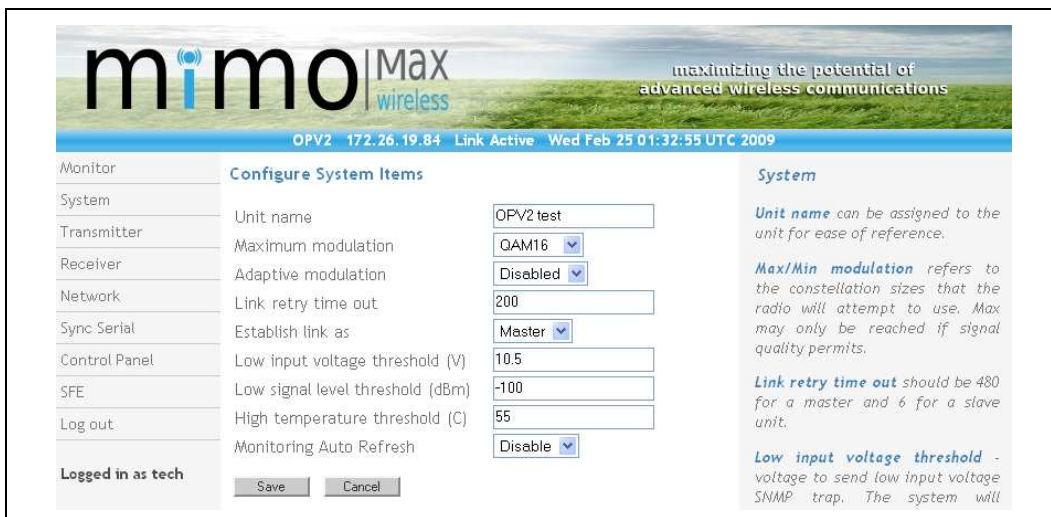 mimo Max wireless
maximizing the potential of
advanced wireless communications
OPV2 172.26.19.84 Link Active Wed Feb 25 01:32:55 UTC 2009
Monitor
System
Transmitter
Receiver
Network
Sync Serial
Control Panel
SFE
Log out
Logged in as tech
Configure System Items
Unit name OPV2 test
Maximum modulation QAM16
Adaptive modulation Disabled
Link retry time out 200
Establish link as Master
Low input voltage threshold (V) 10.5
Low signal level threshold (dBm) -100
High temperature threshold (C) 55
Monitoring Auto Refresh Disable
Save Cancel
System
Unit name can be assigned to the
unit for ease of reference.
Max/Min modulation refers to
the constellation sizes that the
radio will attempt to use. Max
may only be reached if signal
quality permits.
Link retry time out should be 480
for a master and 6 for a slave
unit.
Low input voltage threshold -
voltage to send low input voltage
SNMP trap. The system will